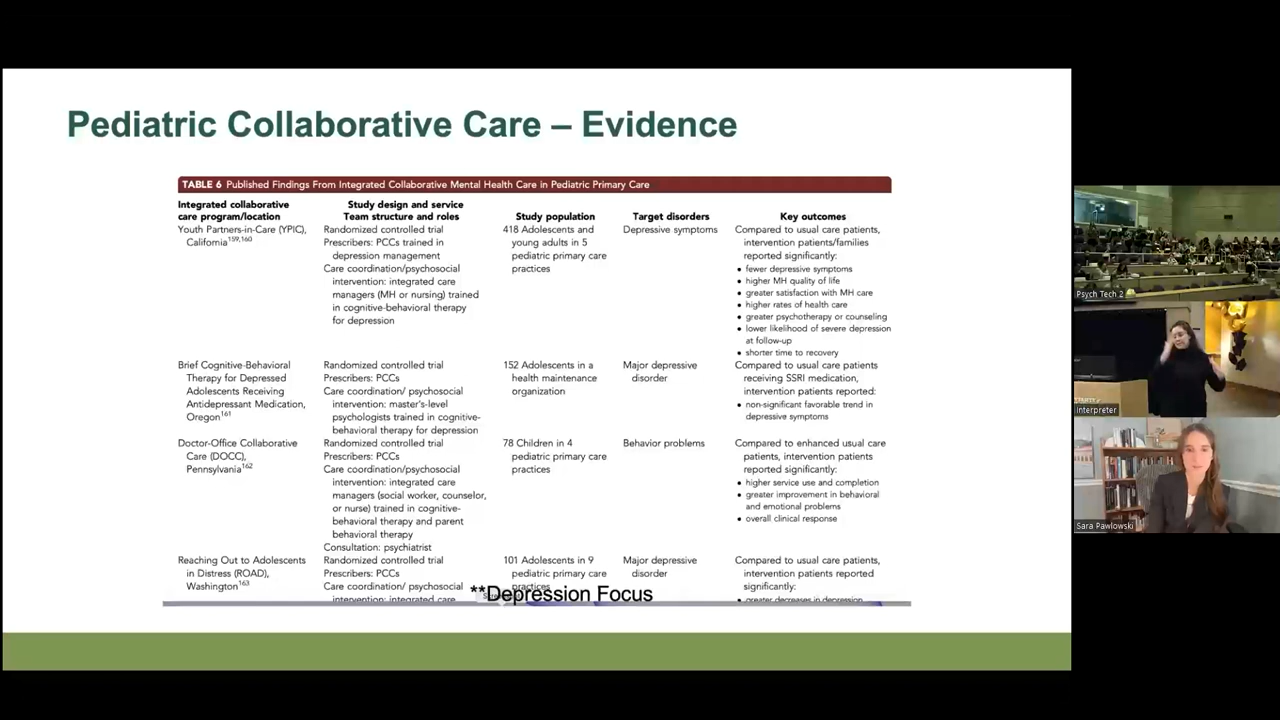 Pediatric Collaborative Care – Evidence
TABLE 6 Published Findings From Integrated Collaborative Mental Health Care in Pediatric Primary Care
Integrated collaborative
care program/location
Study design and service
Team structure and roles
Study population
Target disorders
Key outcomes
Youth Partners-in-Care (YPIC),
California159,160
Randomized controlled trial
Prescribers: PCCs trained in
depression management
Care coordination/psychosocial
intervention: integrated care
managers (MH or nursing) trained
in cognitive-behavioral therapy
for depression
418 Adolescents and
young adults in 5
pediatric primary care
practices
Depressive symptoms
Compared to usual care patients,
intervention patients/families
reported significantly:
• fewer depressive symptoms
• higher MH quality of life
• greater satisfaction with MH care
• higher rates of health care
• greater psychotherapy or counseling
• lower likelihood of severe depression
at follow-up
• shorter time to recovery
Brief Cognitive-Behavioral
Therapy for Depressed
Adolescents Receiving
Antidepressant Medication,
Oregon161
Randomized controlled trial
Prescribers: PCCs
Care coordination/ psychosocial
intervention: master's-level
psychologists trained in cognitive-
behavioral therapy for depression
152 Adolescents in a
health maintenance
organization
Major depressive
disorder
Compared to usual care patients
receiving SSRI medication,
intervention patients reported:
• non-significant favorable trend in
depressive symptoms
Doctor-Office Collaborative
Care (DOCC),
Pennsylvania162
Randomized controlled trial
Prescribers: PCCs
Care coordination/psychosocial
intervention: integrated care
managers (social worker, counselor,
or nurse) trained in cognitive-
behavioral therapy and parent
behavioral therapy
Consultation: psychiatrist
78 Children in 4
pediatric primary care
practices
Behavior problems
Compared to enhanced usual care
patients, intervention patients
reported significantly:
• higher service use and completion
• greater improvement in behavioral
and emotional problems
• overall clinical response
Reaching Out to Adolescents
in Distress (ROAD),
Washington163
Randomized controlled trial
Prescribers: PCCs
Care coordination/ psychosocial
intervention: integrated care
101 Adolescents in 9
pediatric primary care
practices
Major depressive
disorder
Compared to usual care patients,
intervention patients reported
significantly:
• greater decreases in depression
**Depression Focus
Psych Tech 2
Interpreter
Sara Pawlowski